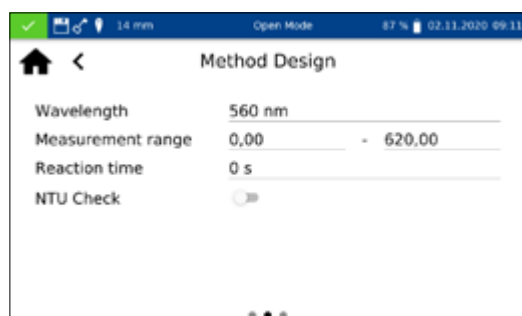 14 mm Open Mode 87 % 02.11.2020 09:11
Method Design
Wavelength 560 nm
Measurement range 0,00 - 620,00
Reaction time 0 s
NTU Check